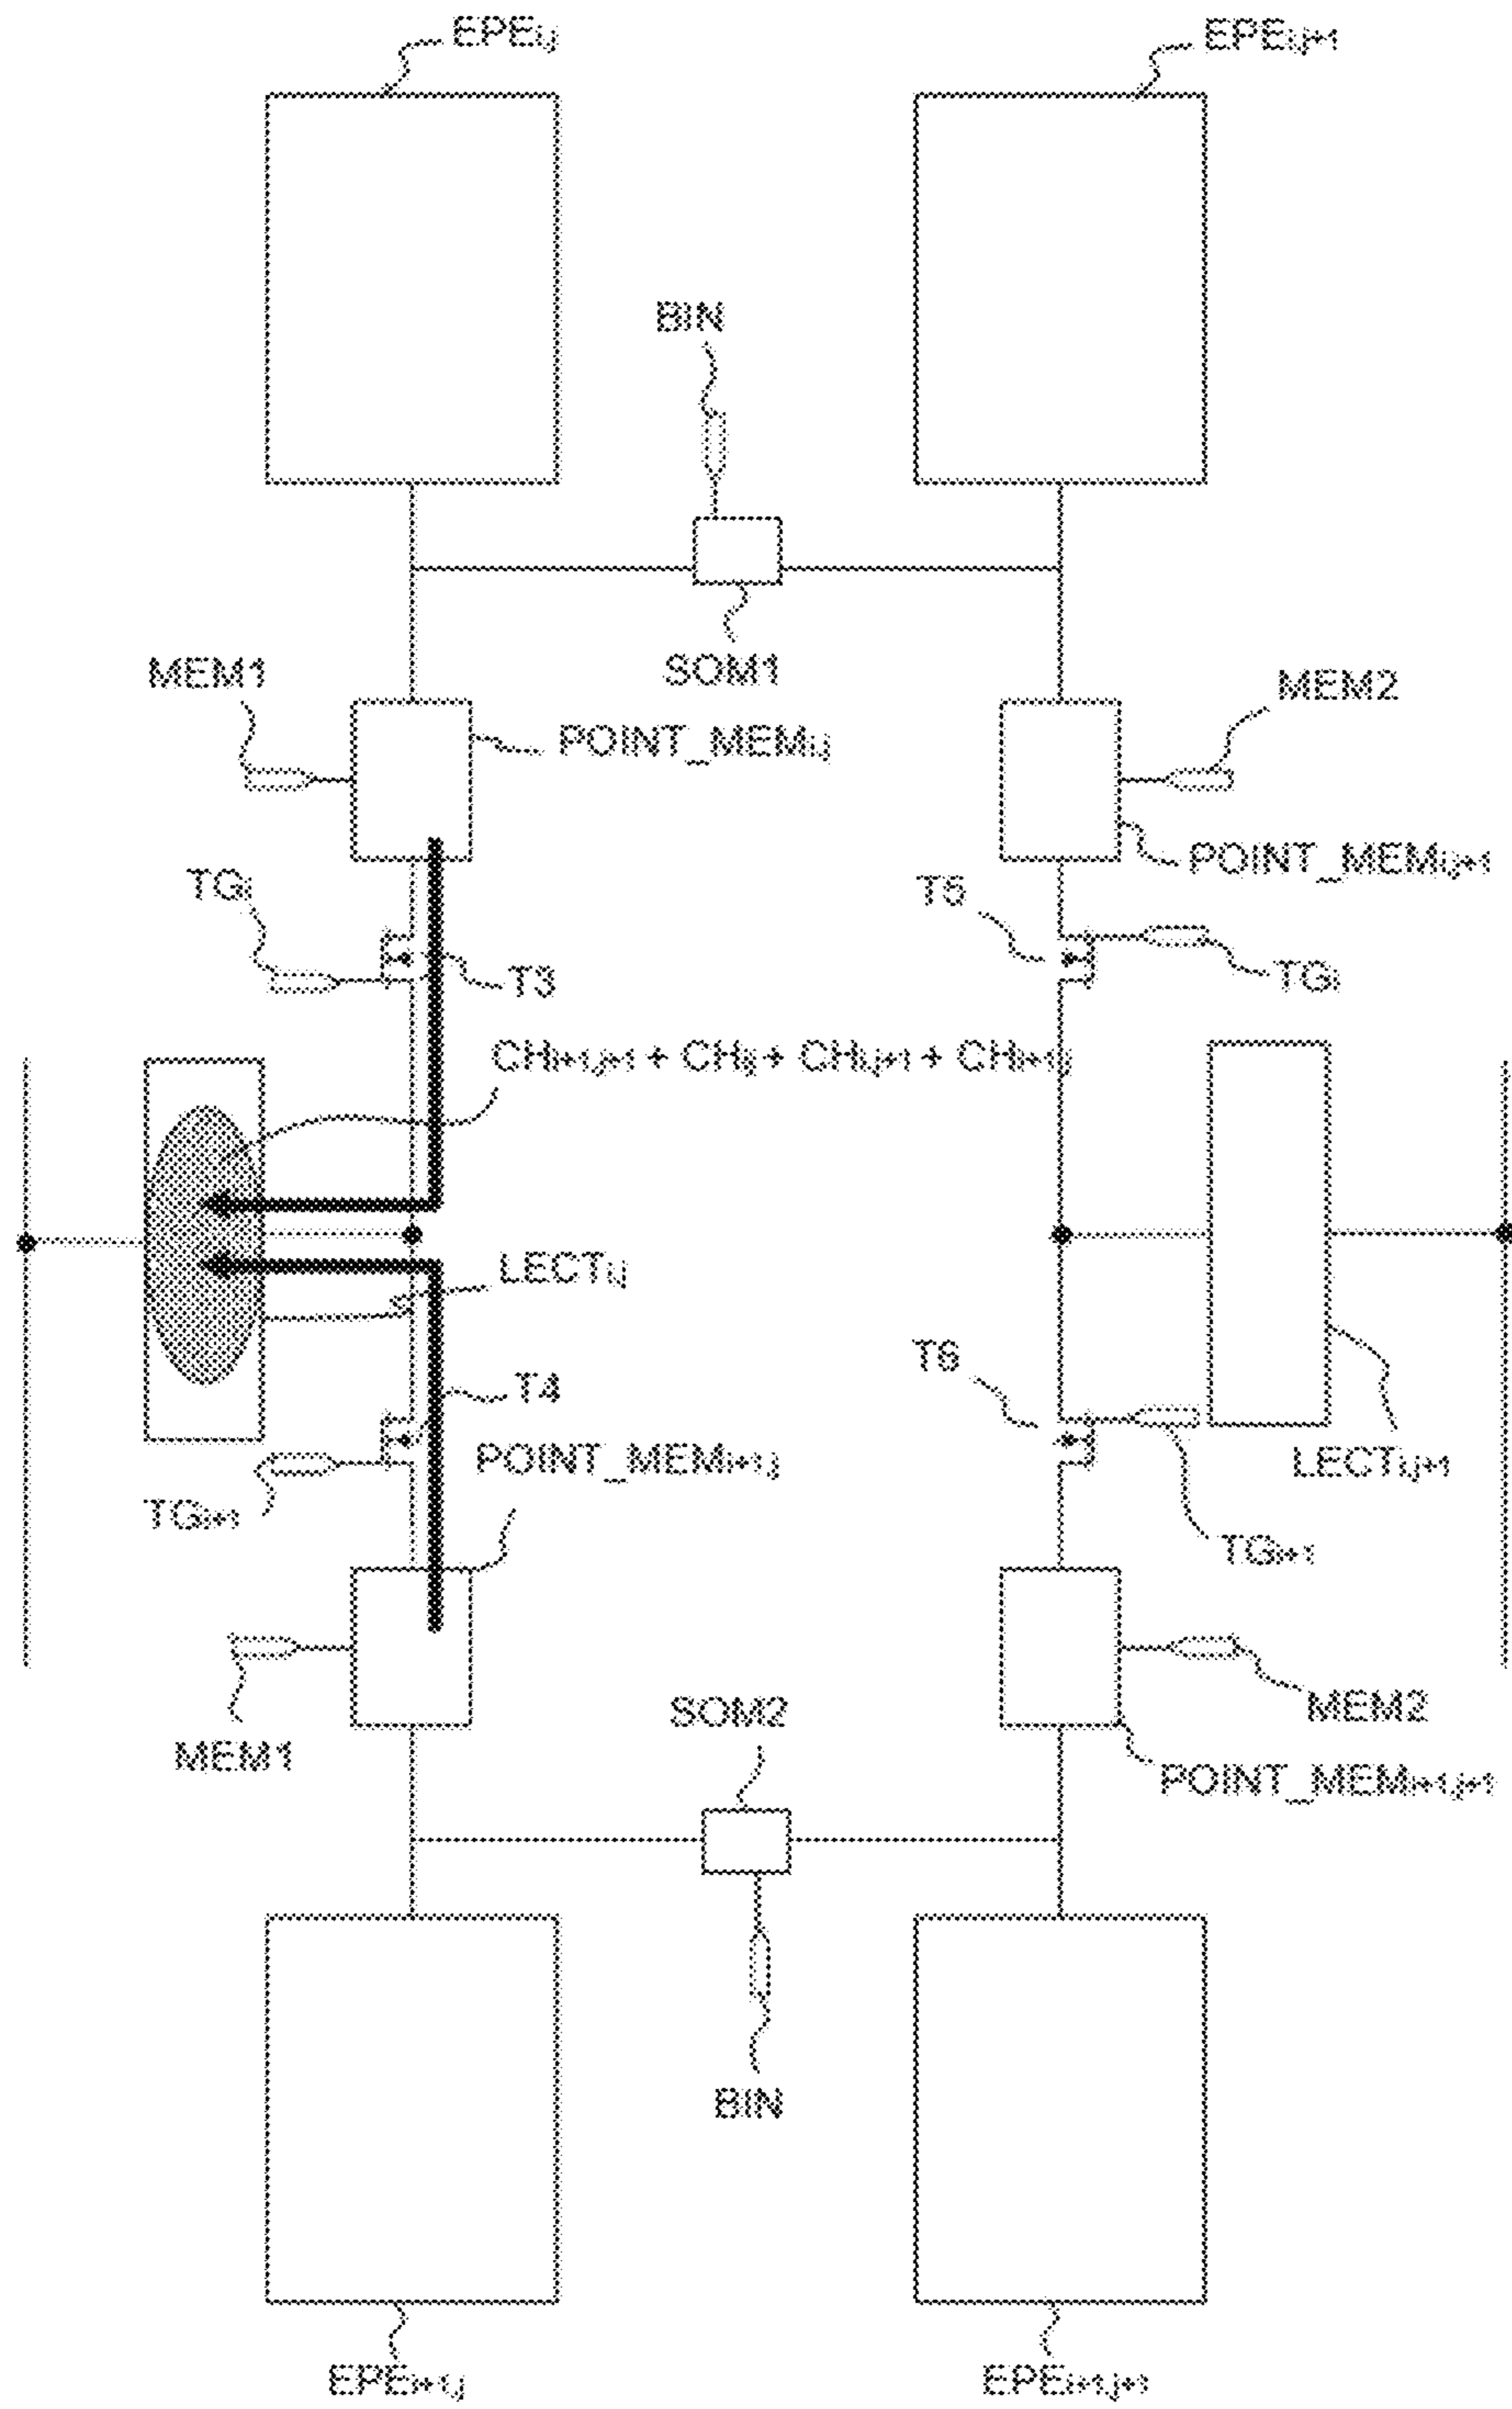 EPEi,j
EPEi,j+1
BIN
SOM1
MEM1
MEM2
POINT_MEMi,j
POINT_MEMi,j+1
TGi
T5
T3
TGi
CHi+1,j+1 + CHij + CHi,j+1 + CHi+1,j
LECTi,j
T6
T4
POINT_MEMi+1,j
LECTi,j+1
TGi+1
TGi+1
SOM2
MEM2
MEM1
POINT_MEMi+1,j+1
BIN
EPEi+1,j
EPEi+1,j+1